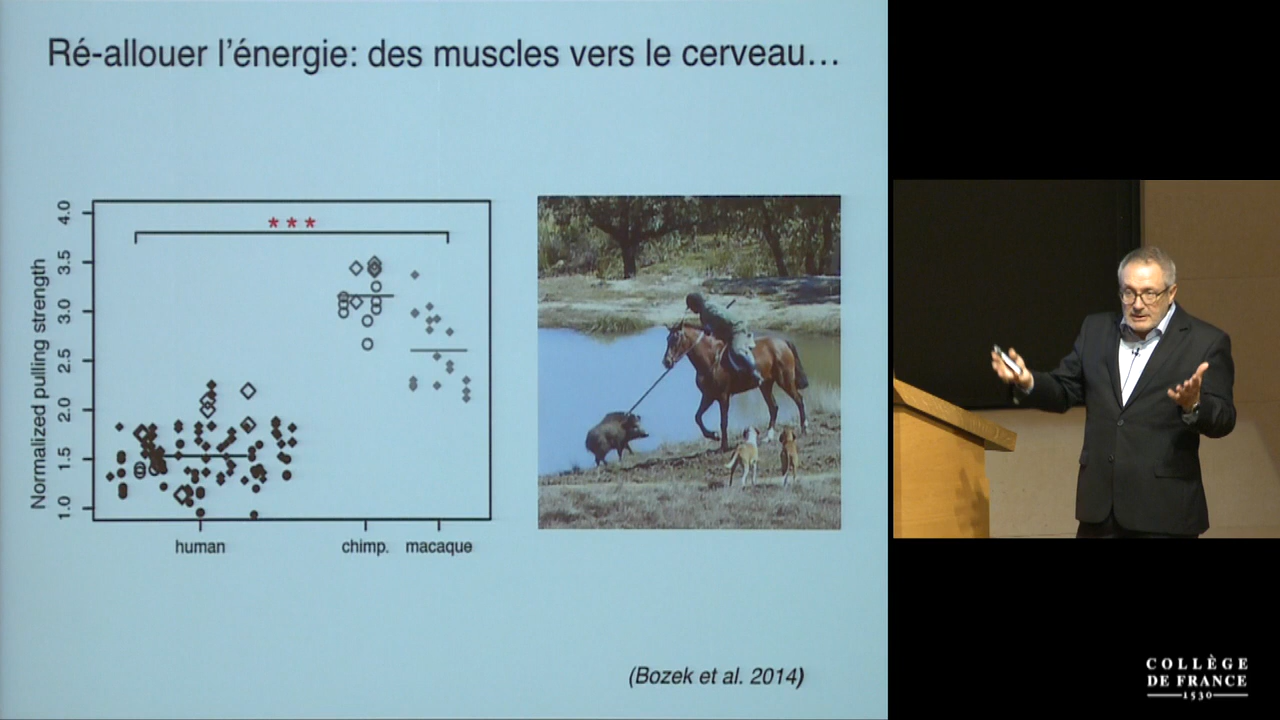 Ré-allouer l'énergie: des muscles vers le cerveau…
* * *
Normalized pulling strength
4.0
3.5
3.0
2.5
2.0
1.5
1.0
human chimp. macaque
(Bozek et al. 2014)
COLLÈGE
DE FRANCE
1530